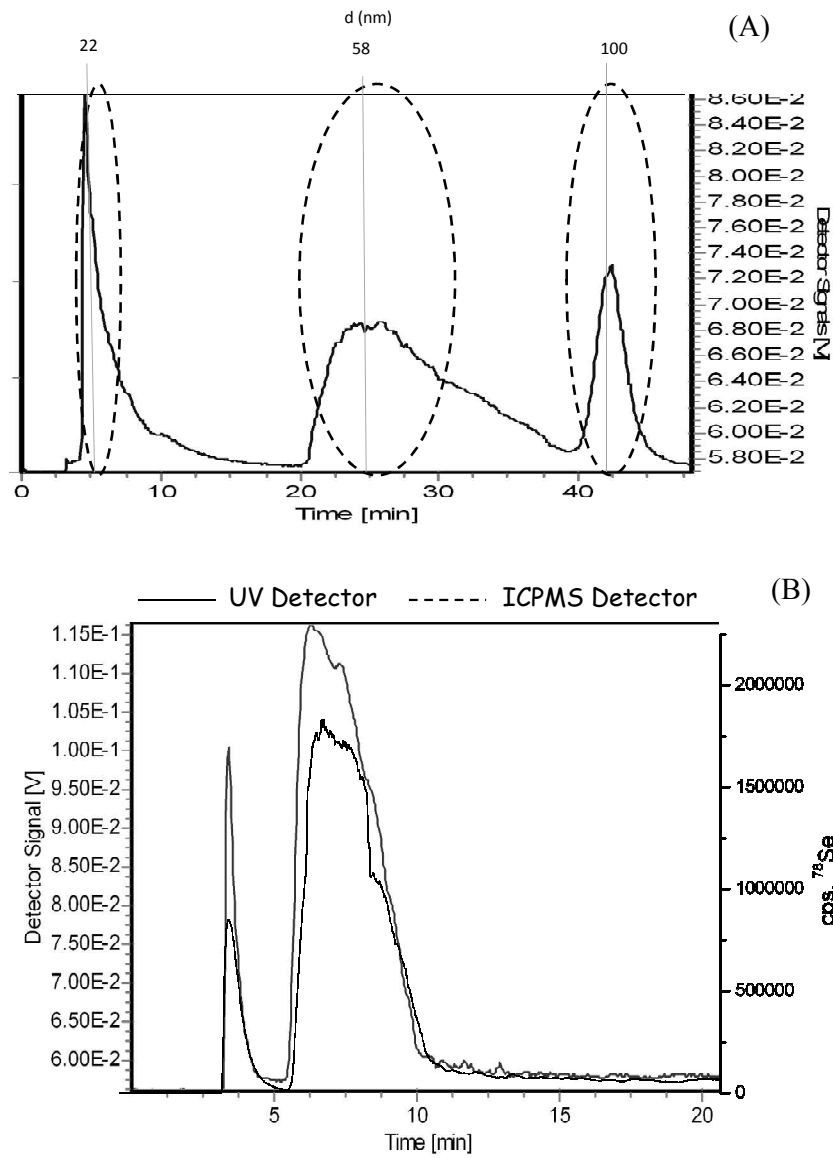 d (nm)
(A)
22
58
100
8.60E-2
8.40E-2
8.20E-2
8.00E-2
7.80E-2
7.60E-2
7.40E-2
7.20E-2
7.00E-2
6.80E-2
6.60E-2
6.40E-2
6.20E-2
6.00E-2
5.80E-2
Detector Signals [V]
0 10 20 30 40
Time [min]
(B)
UV Detector ICPMS Detector
1.15E-1
1.10E-1
1.05E-1
1.00E-1
9.50E-2
9.00E-2
8.50E-2
8.00E-2
7.50E-2
7.00E-2
6.50E-2
6.00E-2
Detector Signal [V]
2000000
1500000
1000000
500000
0
cps, ⁷⁸Se
5 10 15 20
Time [min]